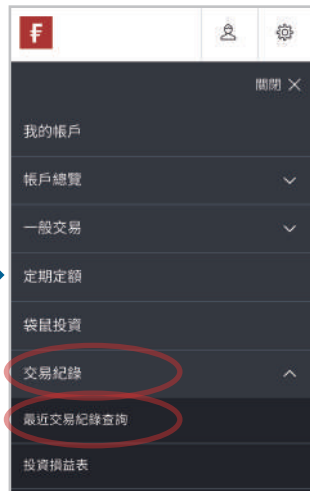 關閉
我的帳戶
帳戶總覽
一般交易
定期定額
袋鼠投資
交易紀錄
最近交易紀錄查詢
投資損益表